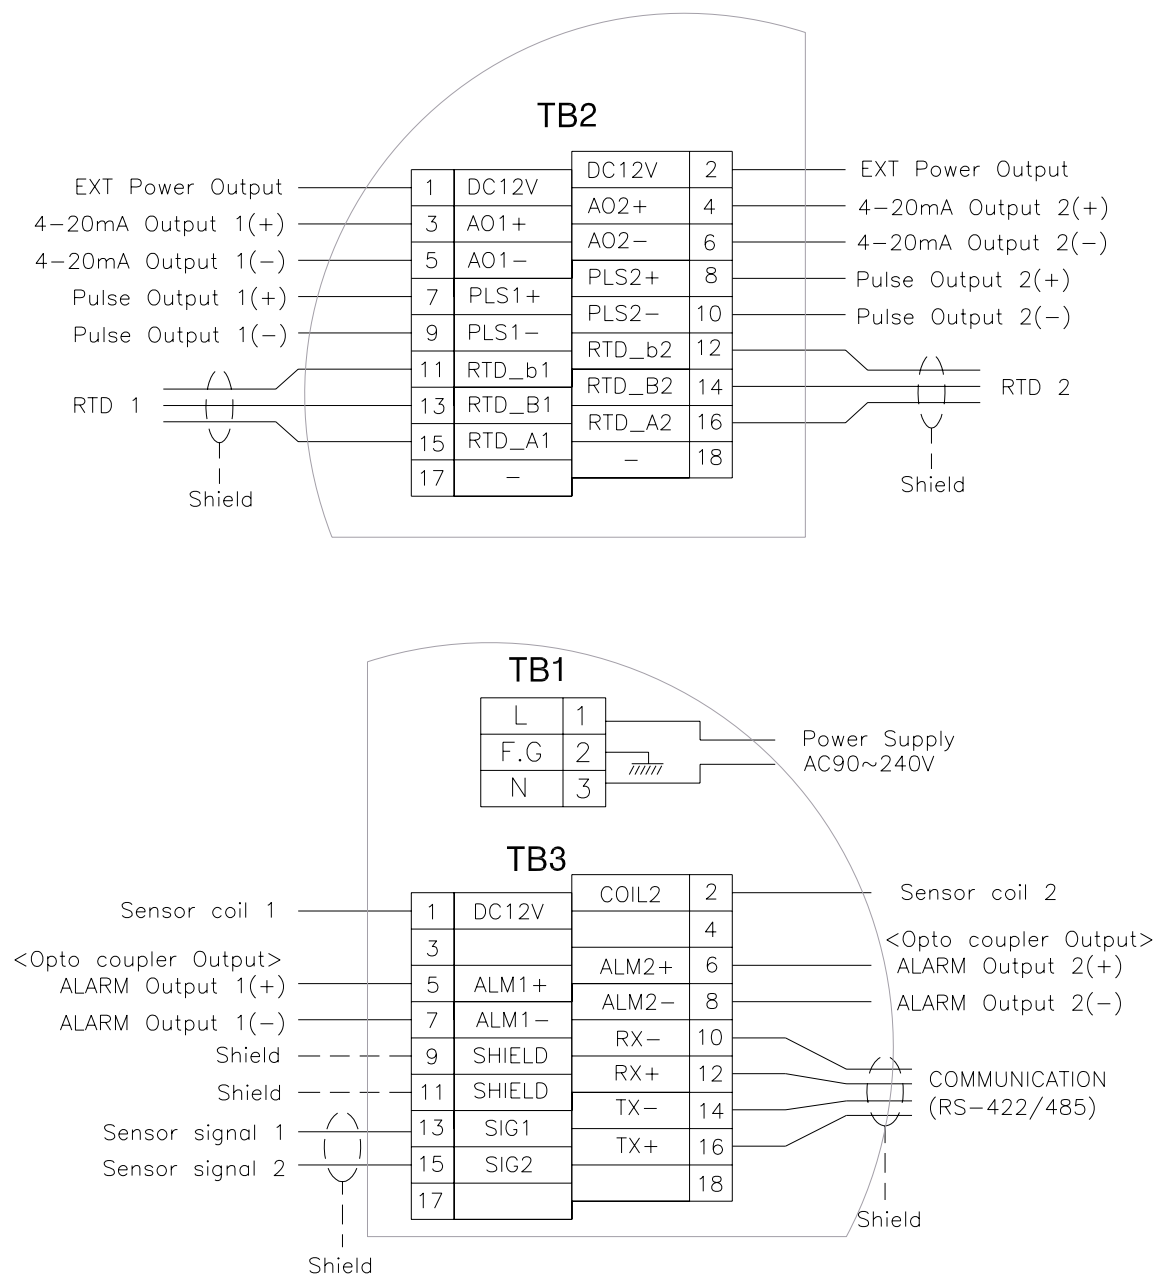 TB2
EXT Power Output
1
DC12V
DC12V
2
EXT Power Output
4-20mA Output 1(+)
3
AO1+
AO2+
4
4-20mA Output 2(+)
4-20mA Output 1(-)
5
AO1-
AO2-
6
4-20mA Output 2(-)
Pulse Output 1(+)
7
PLS1+
PLS2+
8
Pulse Output 2(+)
Pulse Output 1(-)
9
PLS1-
PLS2-
10
Pulse Output 2(-)
11
RTD_b1
RTD_b2
12
RTD 1
13
RTD_B1
RTD_B2
14
RTD 2
15
RTD_A1
RTD_A2
16
17
-
-
18
Shield
Shield
TB1
L
1
F.G
2
N
3
Power Supply
AC90~240V
TB3
Sensor coil 1
1
DC12V
COIL2
2
Sensor coil 2
3
4
<Opto coupler Output>
<Opto coupler Output>
ALARM Output 1(+)
5
ALM1+
ALM2+
6
ALARM Output 2(+)
ALARM Output 1(-)
7
ALM1-
ALM2-
8
ALARM Output 2(-)
Shield
9
SHIELD
RX-
10
Shield
11
SHIELD
RX+
12
COMMUNICATION
(RS-422/485)
Sensor signal 1
13
SIG1
TX-
14
Sensor signal 2
15
SIG2
TX+
16
17
18
Shield
Shield